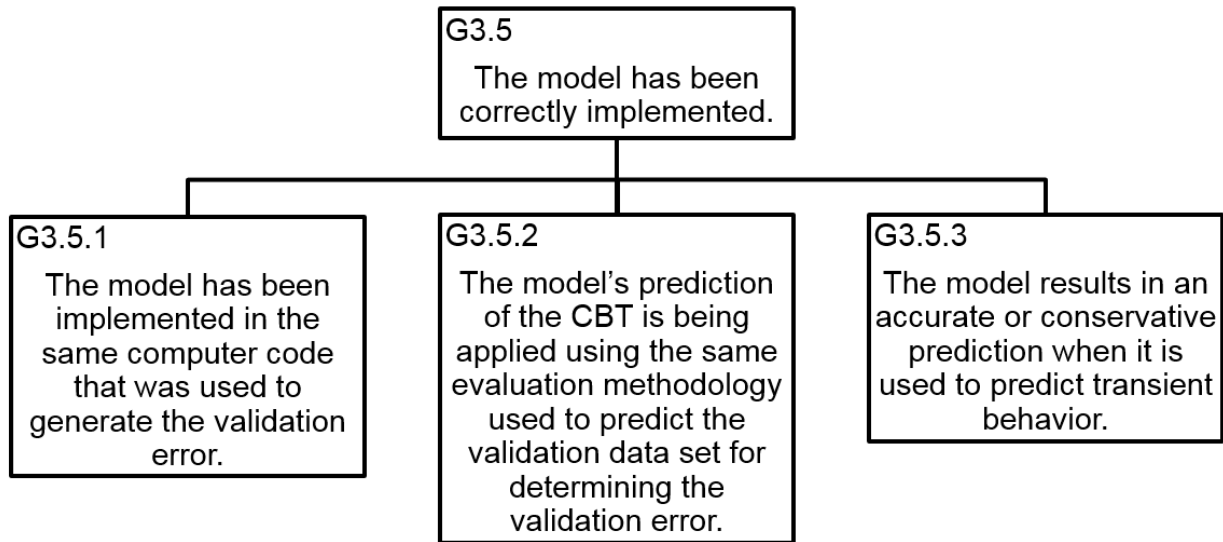 G3.5
The model has been
correctly implemented.
G3.5.1
The model has been
implemented in the
same computer code
that was used to
generate the validation
error.
G3.5.2
The model’s prediction
of the CBT is being
applied using the same
evaluation methodology
used to predict the
validation data set for
determining the
validation error.
G3.5.3
The model results in an
accurate or conservative
prediction when it is
used to predict transient
behavior.